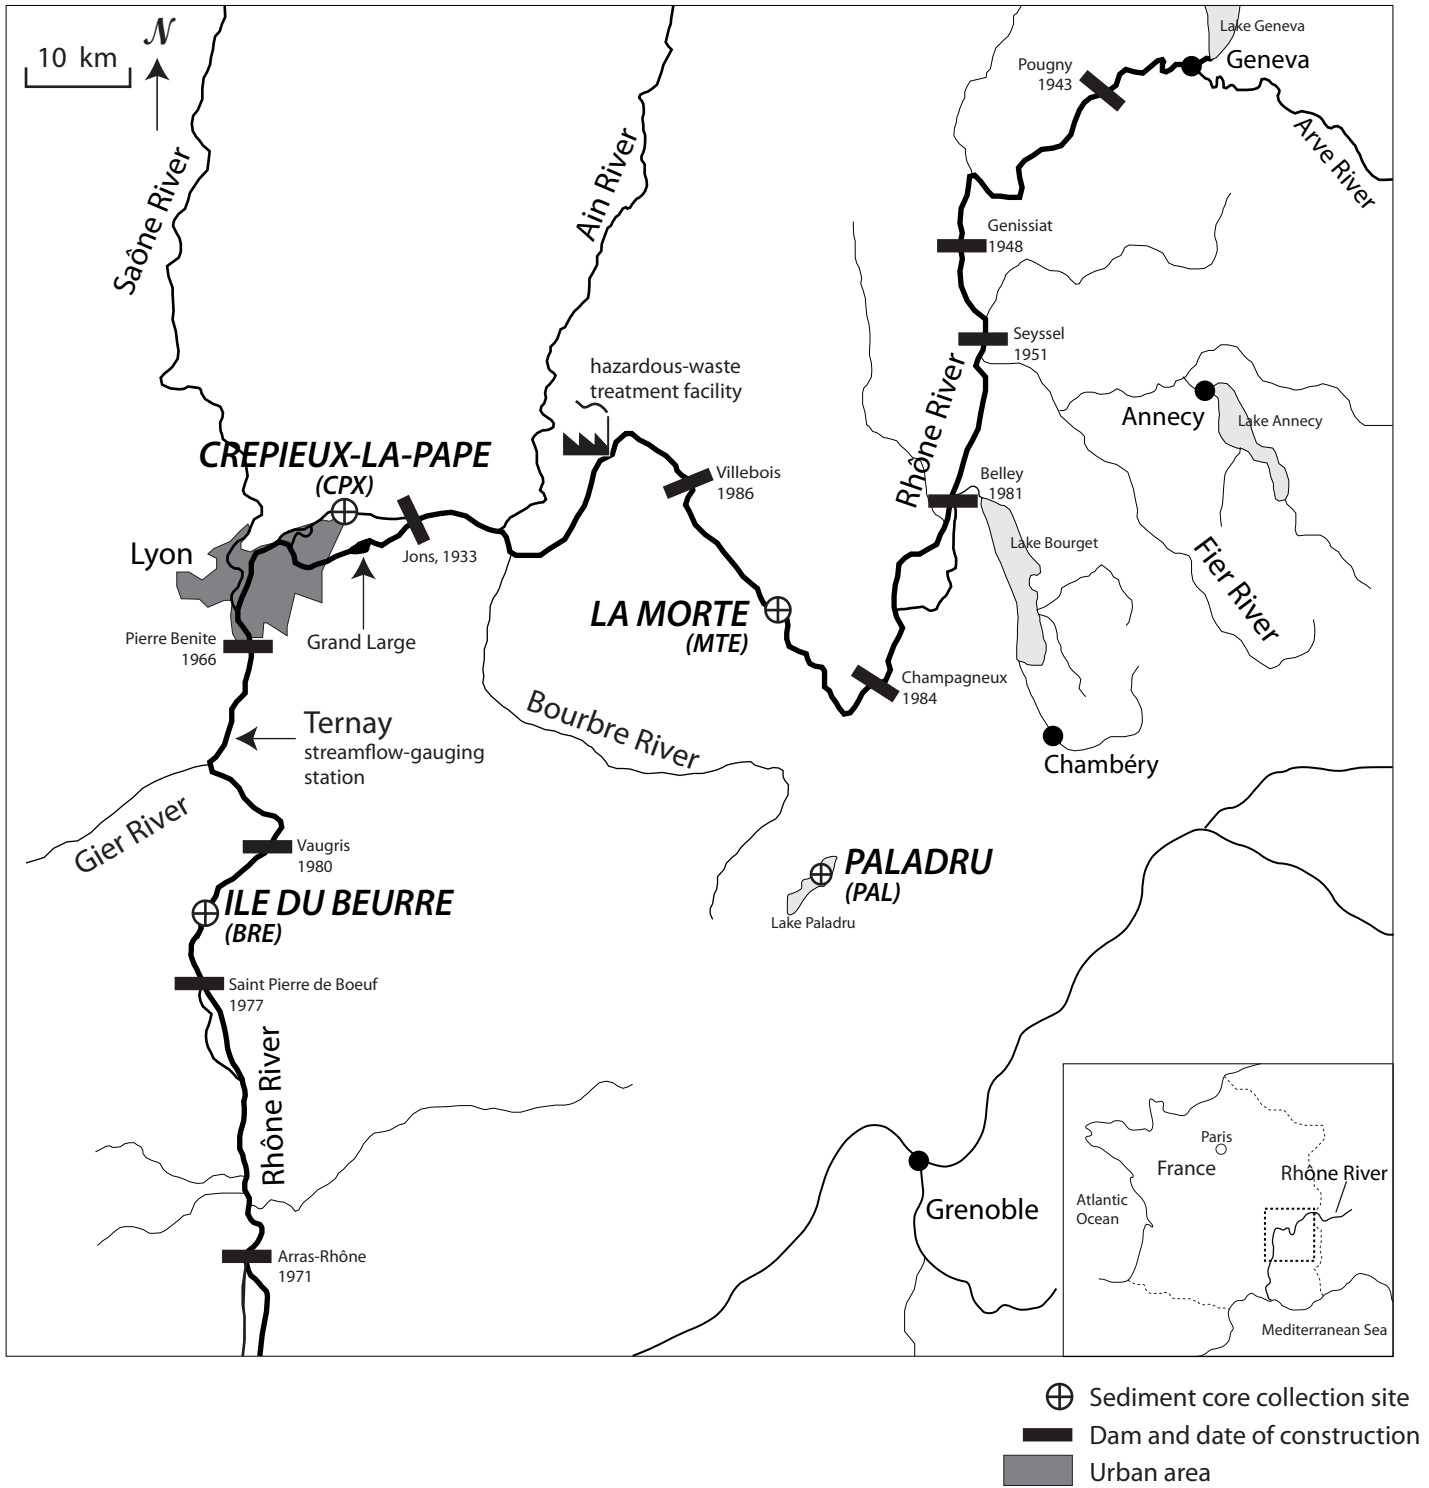 Lake Geneva
N
10 km
Geneva
Pougny
1943
Arve River
Saône River
Ain River
Genissiat
1948
Seyssel
1951
hazardous-waste
treatment facility
Rhône River
Annecy
Lake Annecy
CREPIEUX-LA-PAPE
(CPX)
Villebois
1986
Belley
1981
Lyon
Jons, 1933
Lake Bourget
Fier River
LA MORTE
(MTE)
Grand Large
Pierre Benite
1966
Champagneux
1984
Bourbre River
Ternay
streamflow-gauging
station
Chambéry
Gier River
Vaugris
1980
PALADRU
(PAL)
Lake Paladru
ILE DU BEURRE
(BRE)
Saint Pierre de Boeuf
1977
Rhône River
Paris
France
Rhône River
Atlantic
Ocean
Grenoble
Arras-Rhône
1971
Mediterranean Sea
Sediment core collection site
Dam and date of construction
Urban area